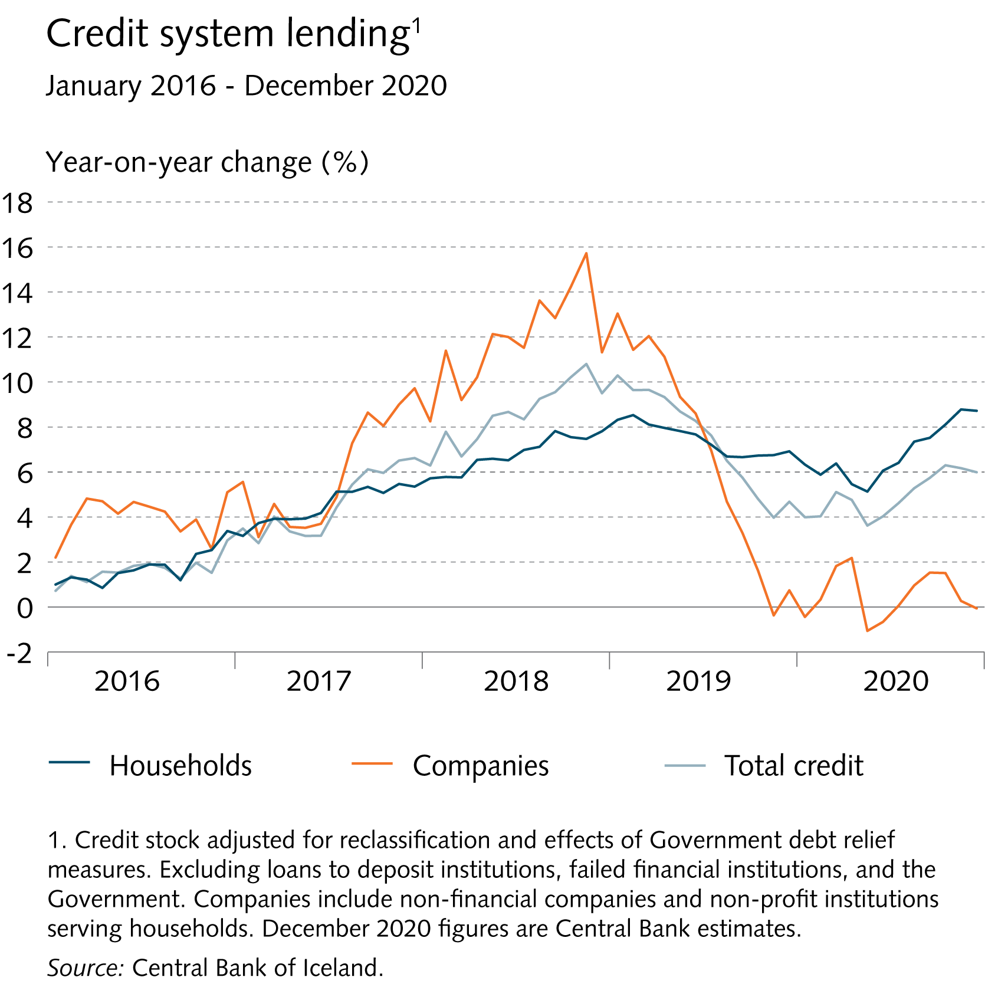 Credit system lending¹
January 2016 - December 2020
Year-on-year change (%)
18
16
14
12
10
8
6
4
2
0
-2
2016 2017 2018 2019 2020
Households Companies Total credit
1. Credit stock adjusted for reclassification and effects of Government debt relief
measures. Excluding loans to deposit institutions, failed financial institutions, and the
Government. Companies include non-financial companies and non-profit institutions
serving households. December 2020 figures are Central Bank estimates.
Source: Central Bank of Iceland.